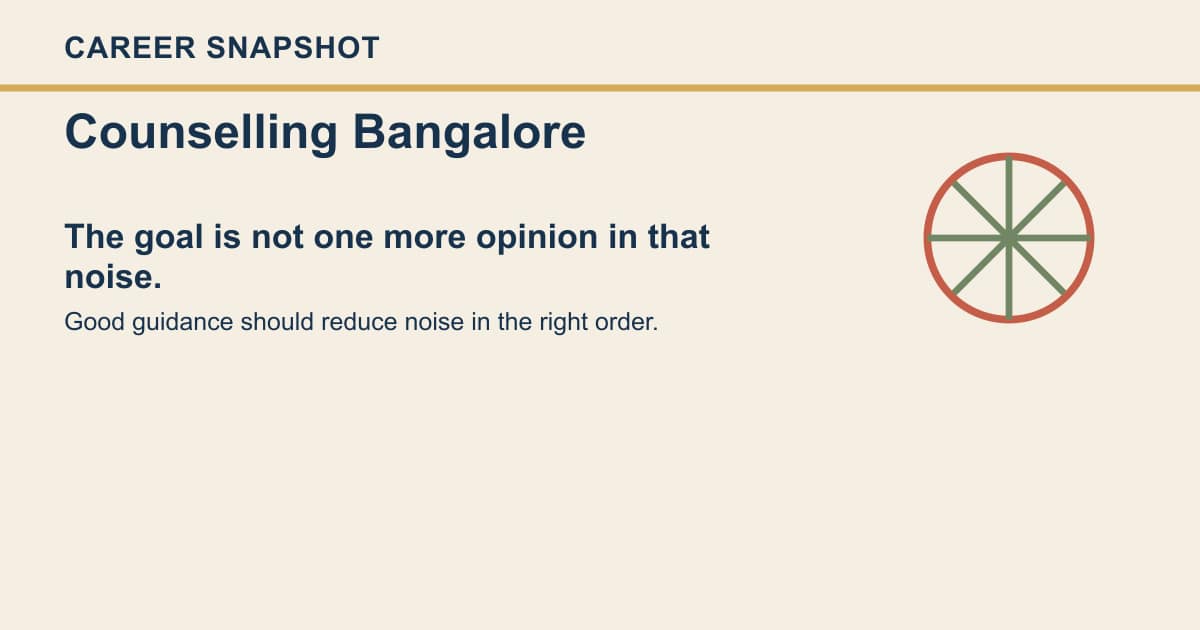 CAREER SNAPSHOT
Counselling Bangalore
The goal is not one more opinion in that
noise.
Good guidance should reduce noise in the right order.